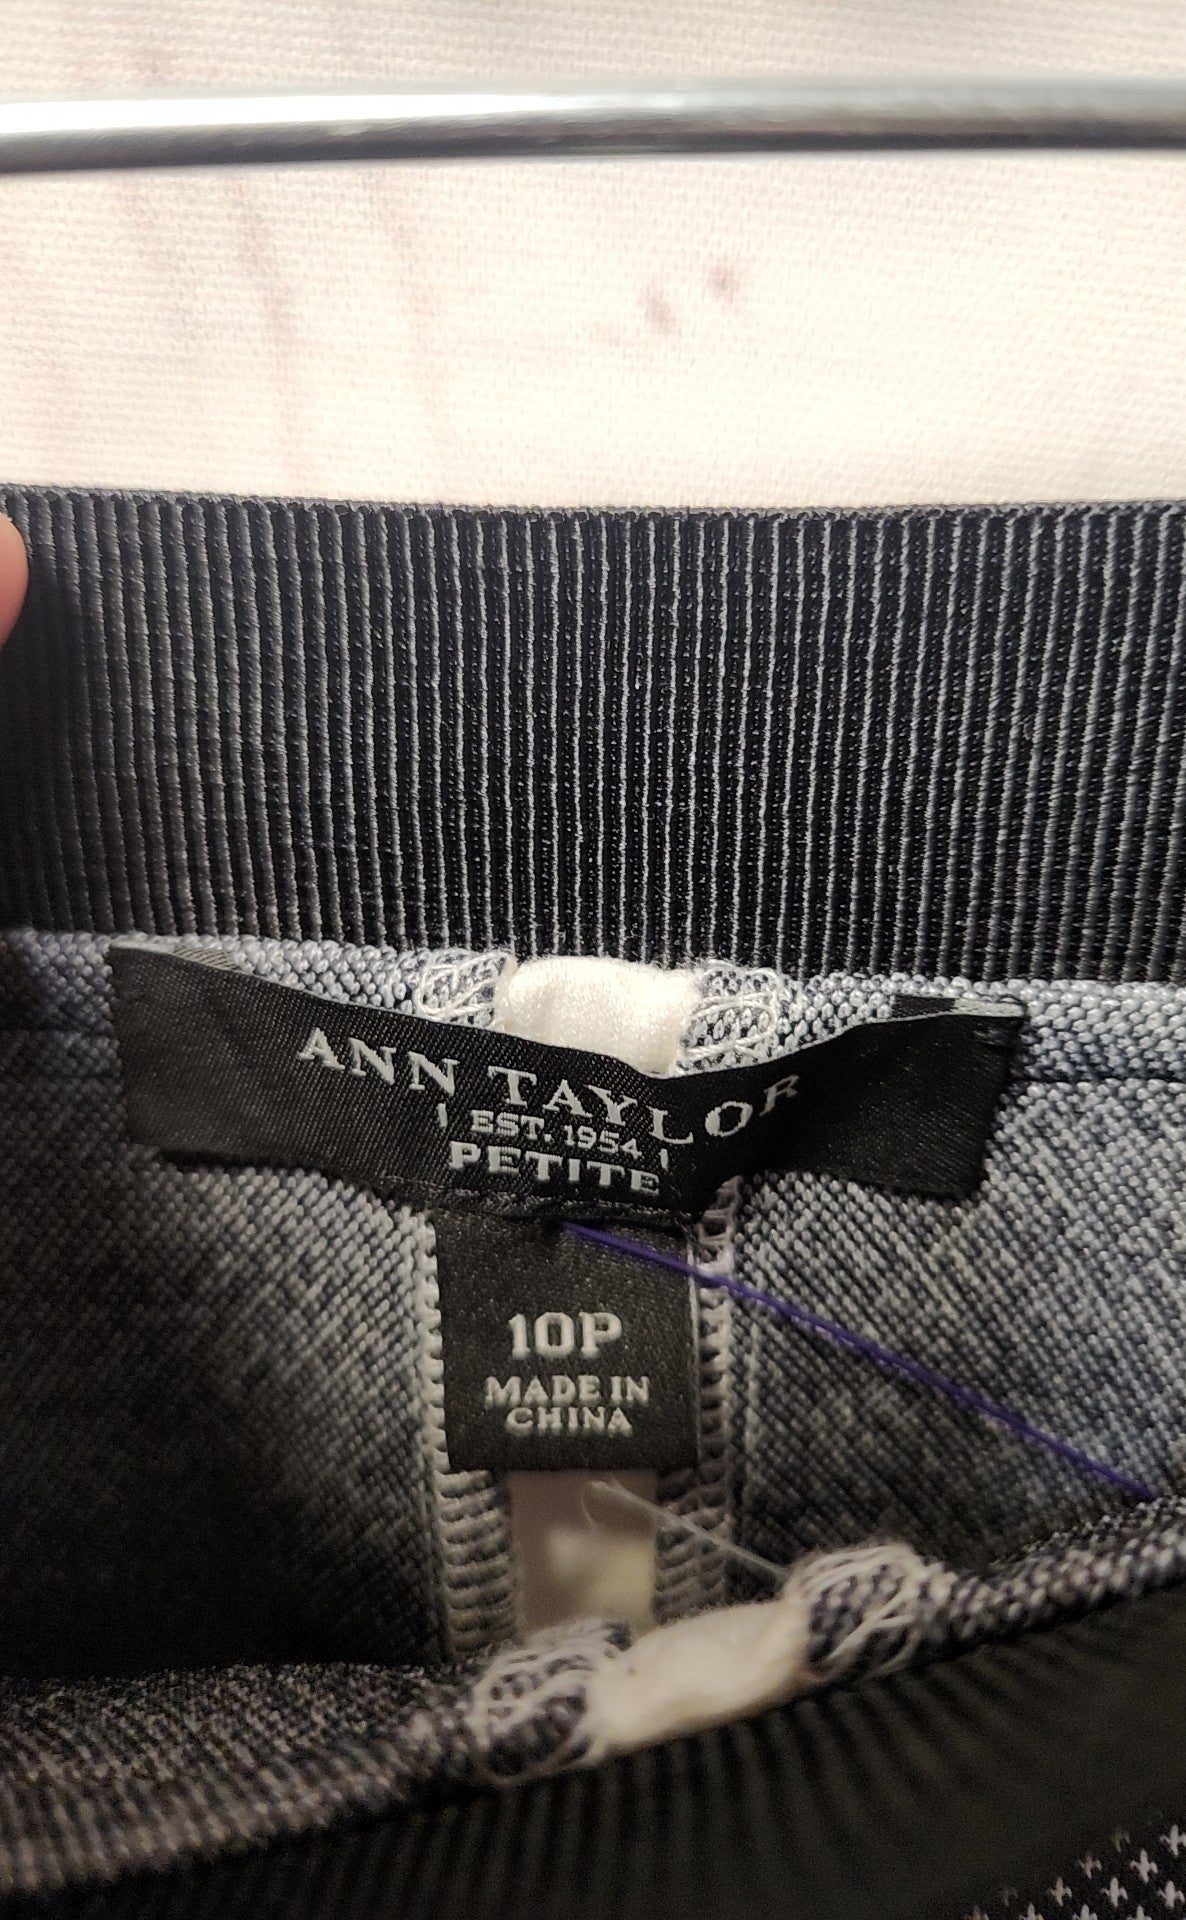 ANN TAYLOR
EST. 1954
PETITE
10P
MADE IN
CHINA